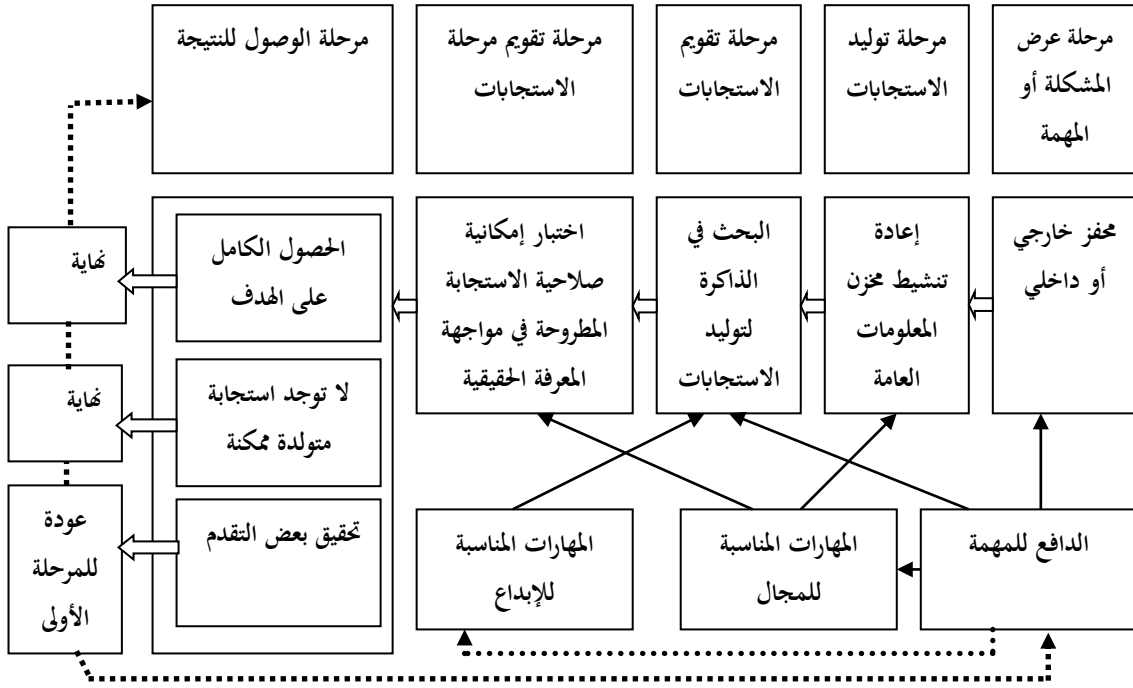 مرحلة عرض
المشكلة أو
المهمة
مرحلة توليد
الاستجابات
مرحلة تقويم
الاستجابات
مرحلة تقويم مرحلة
الاستجابات
مرحلة الوصول للنتيجة
محفز خارجي
أو داخلي
إعادة
تنشيط مخزن
المعلومات
العامة
البحث في
الذاكرة
لتوليد
الاستجابات
اختبار إمكانية
صلاحية الاستجابة
المطروحة في مواجهة
المعرفة الحقيقية
الحصول الكامل
على الهدف
نهاية
لا توجد استجابة
متولدة ممكنة
نهاية
تحقيق بعض التقدم
عودة
للمرحلة
الأولى
الدافع للمهمة
المهارات المناسبة
للمجال
المهارات المناسبة
للإبداع